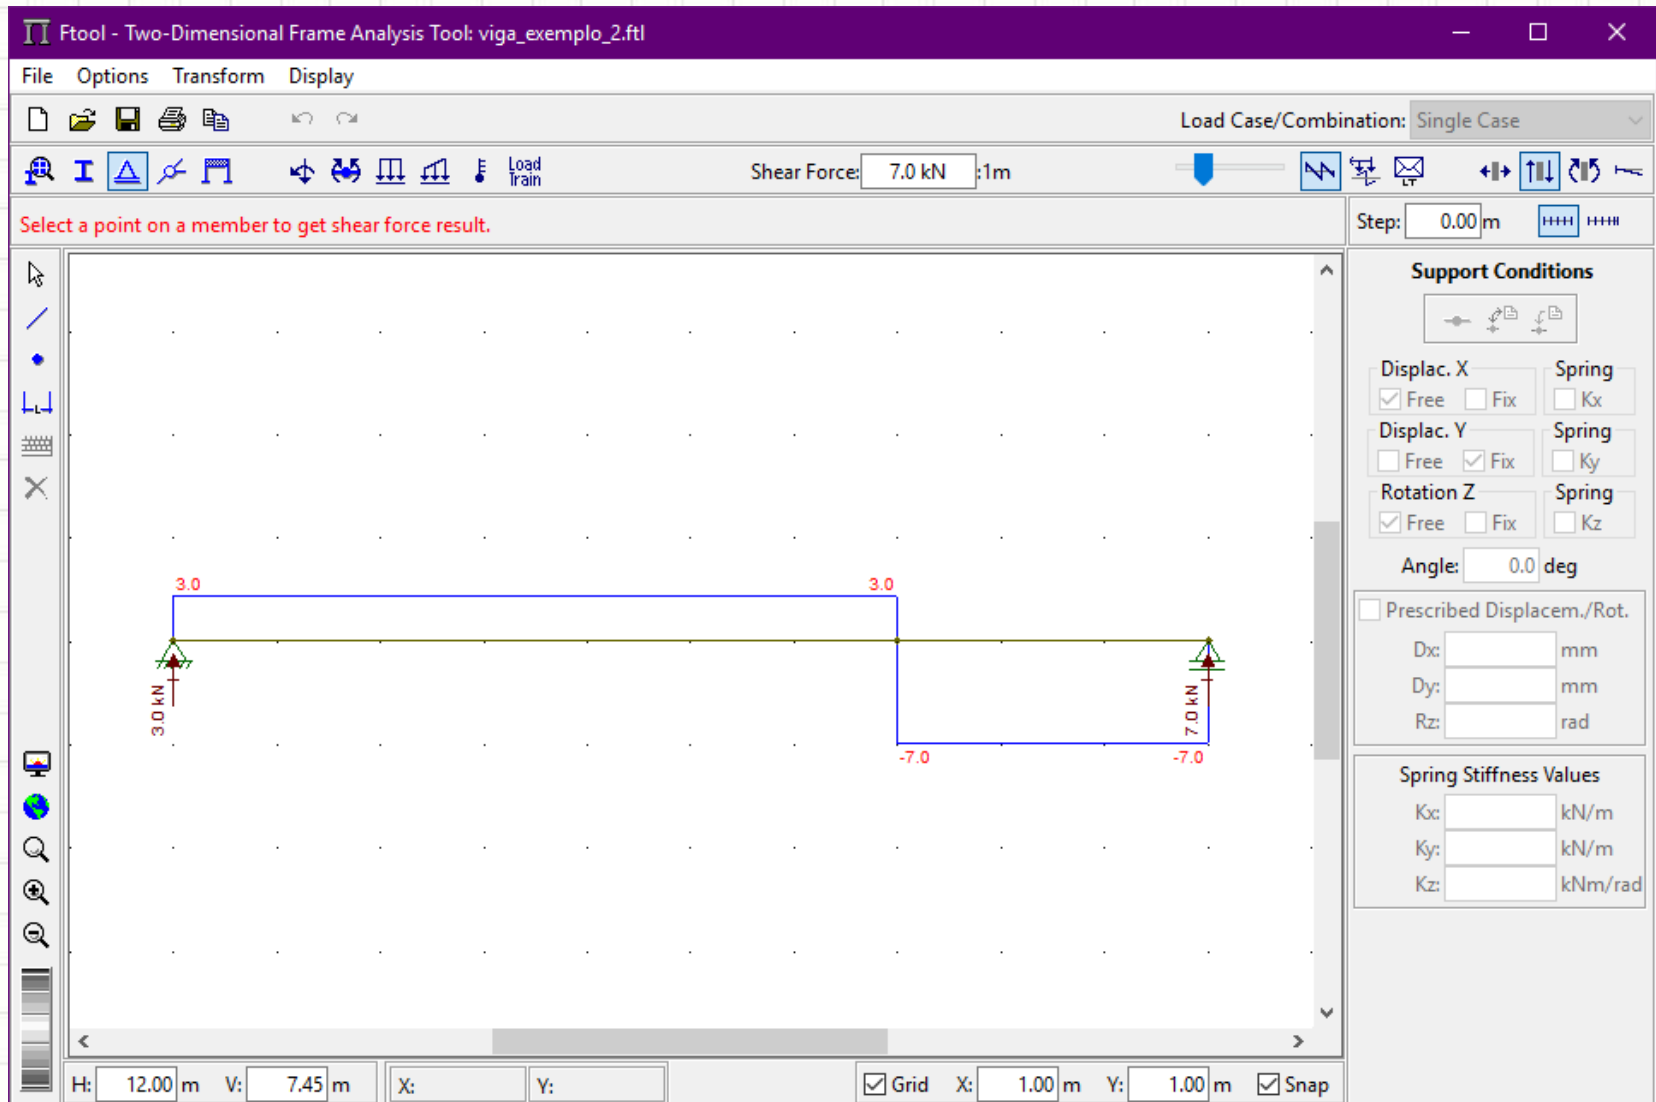 Ftool - Two-Dimensional Frame Analysis Tool: viga_exemplo_2.ftl
File Options Transform Display
Load Case/Combination: Single Case
Load Train Shear Force: 7.0 kN :1m LT
Select a point on a member to get shear force result.
Step: 0.00 m
Support Conditions
Displac. X Spring
Free Fix Kx
Displac. Y Spring
Free Fix Ky
Rotation Z Spring
Free Fix Kz
Angle: 0.0 deg
Prescribed Displacem./Rot.
Dx: mm
Dy: mm
Rz: rad
Spring Stiffness Values
Kx: kN/m
Ky: kN/m
Kz: kNm/rad
L
3.0 3.0
3.0 kN 7.0 kN
-7.0 -7.0
H: 12.00 m V: 7.45 m X: Y: Grid X: 1.00 m Y: 1.00 m Snap